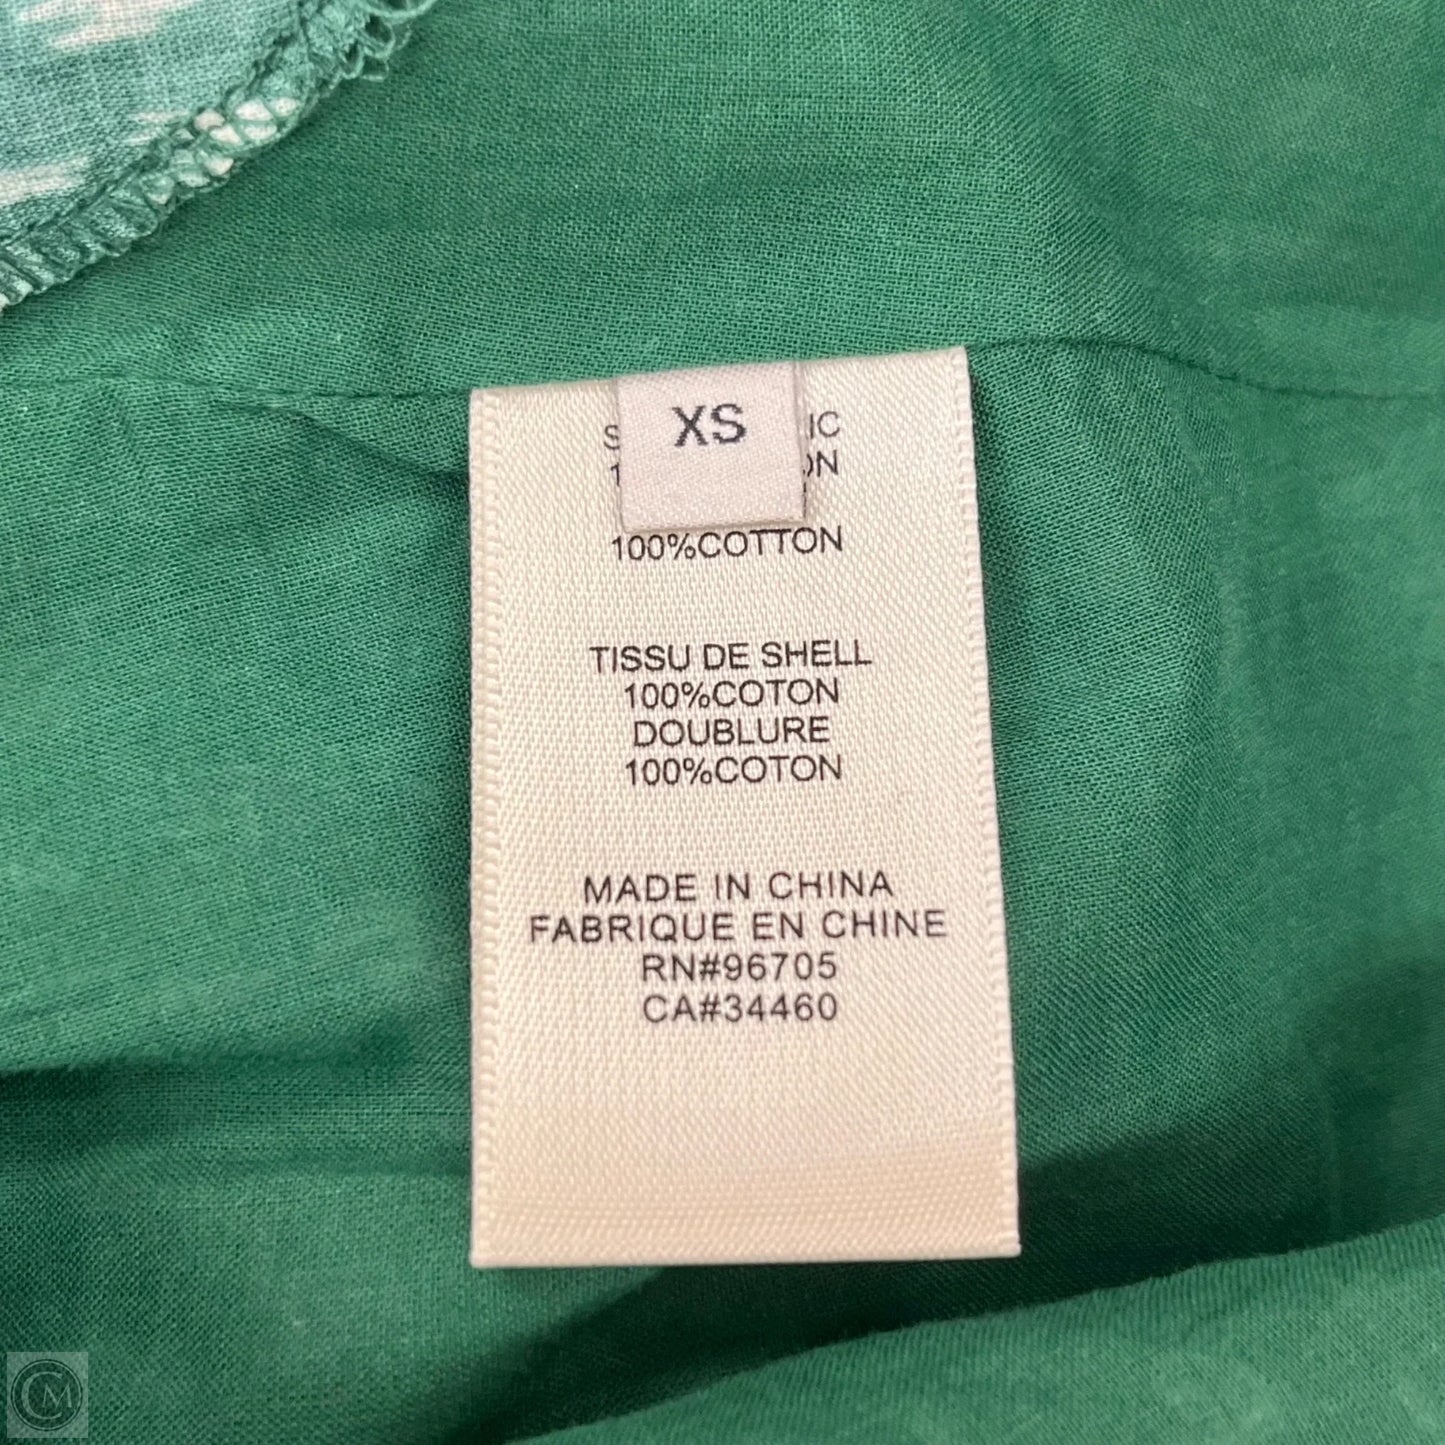 XS
100%COTTON
TISSU DE SHELL
100%COTON
DOUBLURE
100%COTON
MADE IN CHINA
FABRIQUE EN CHINE
RN#96705
CA#34460